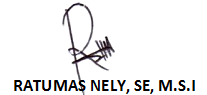 RATUMAS NELY, SE, M.S.I